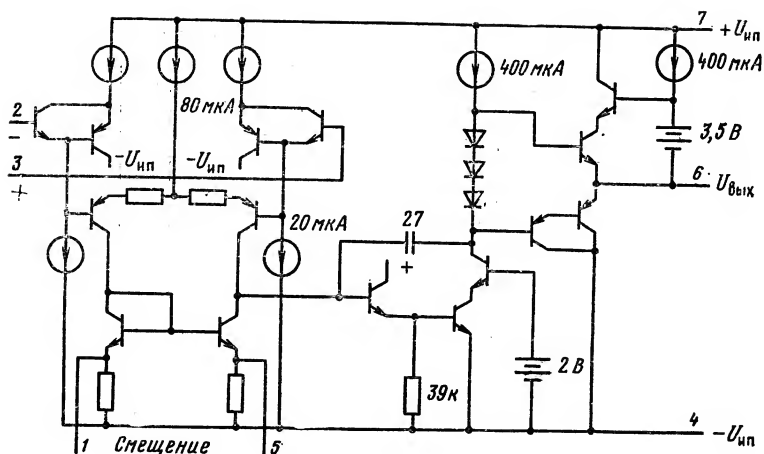 7 +Uип
400 мкА
400 мкА
2
−
80 мкА
3,5 В
−Uип
−Uип
3
+
6
Uвых
20 мкА
27
+
2 В
39к
4
−Uип
1 Смещение 5